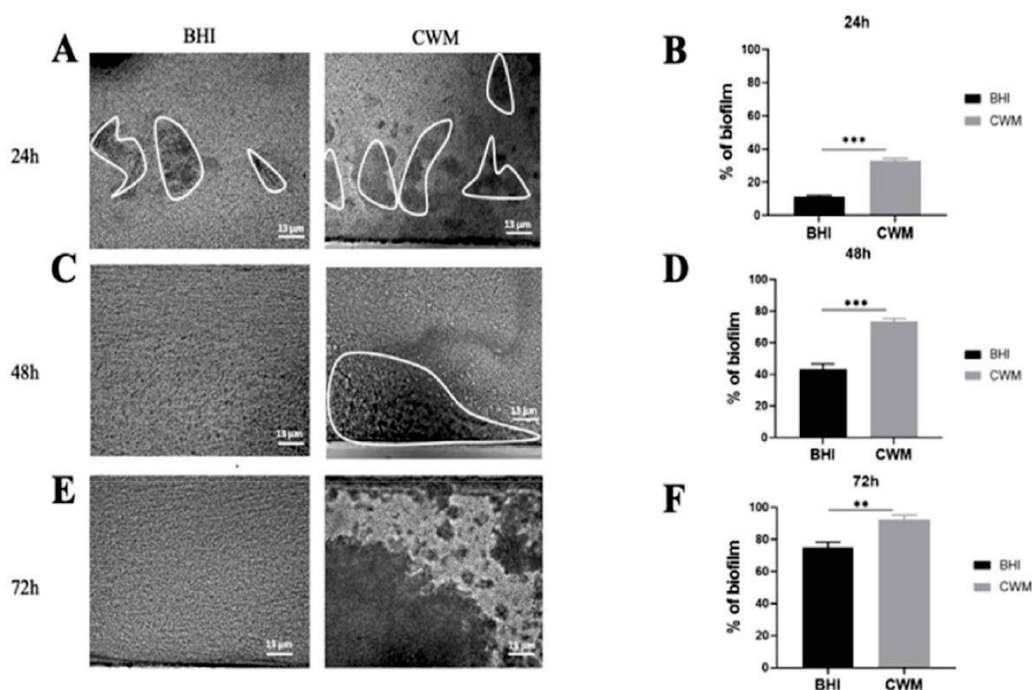 BHI
CWM
A
24h
13 µm
13 µm
B
24h
% of biofilm
100
80
60
40
20
0
***
BHI
CWM
BHI
CWM
C
48h
13 µm
13 µm
D
48h
% of biofilm
100
80
60
40
20
0
***
BHI
CWM
BHI
CWM
E
72h
13 µm
13 µm
F
72h
% of biofilm
100
80
60
40
20
0
**
BHI
CWM
BHI
CWM